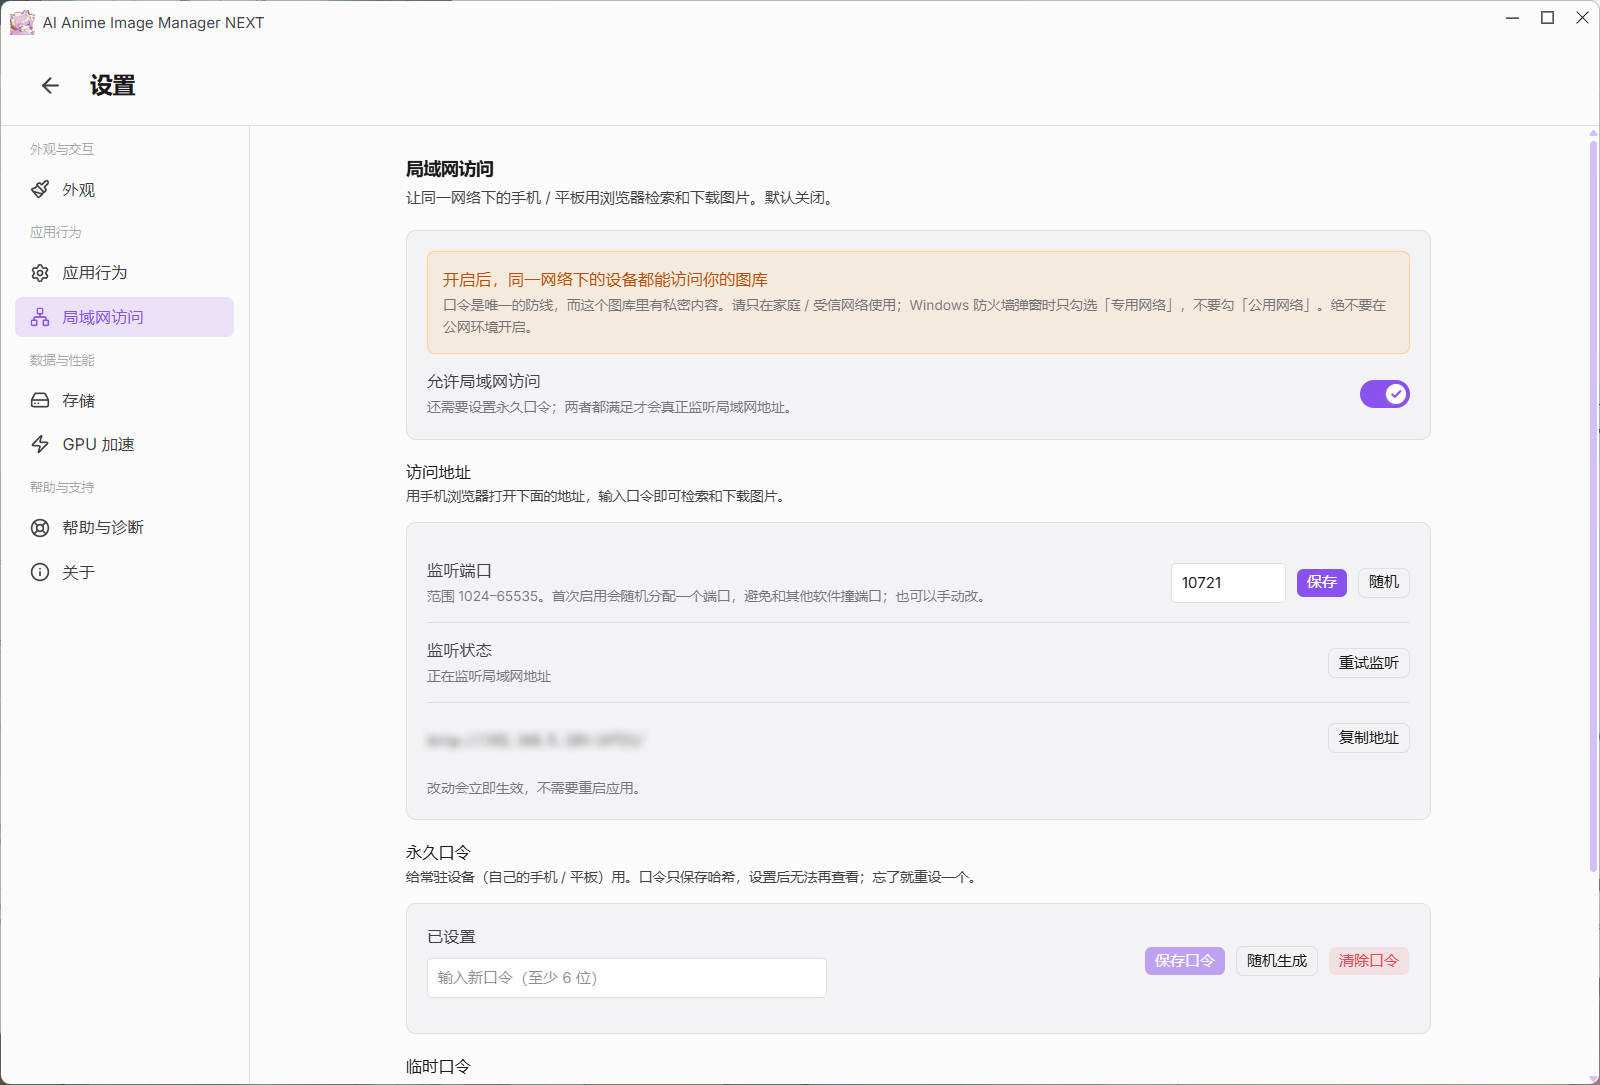 AI Anime Image Manager NEXT
设置
外观与交互
外观
应用行为
应用行为
局域网访问
数据与性能
存储
GPU 加速
帮助与支持
帮助与诊断
关于
局域网访问
让同一网络下的手机 / 平板用浏览器检索和下载图片。默认关闭。
开启后，同一网络下的设备都能访问你的图库
口令是唯一的防线，而这个图库里有私密内容。请只在家庭 / 受信网络使用；Windows 防火墙弹窗时只勾选「专用网络」，不要勾「公用网络」。绝不要在
公网环境开启。
允许局域网访问
还需要设置永久口令；两者都满足才会真正监听局域网地址。
访问地址
用手机浏览器打开下面的地址，输入口令即可检索和下载图片。
监听端口
范围 1024–65535。首次启用会随机分配一个端口，避免和其他软件撞端口；也可以手动改。
10721
保存
随机
监听状态
正在监听局域网地址
重试监听
复制地址
改动会立即生效，不需要重启应用。
永久口令
给常驻设备（自己的手机 / 平板）用。口令只保存哈希，设置后无法再查看；忘了就重设一个。
已设置
输入新口令（至少 6 位）
保存口令
随机生成
清除口令
临时口令